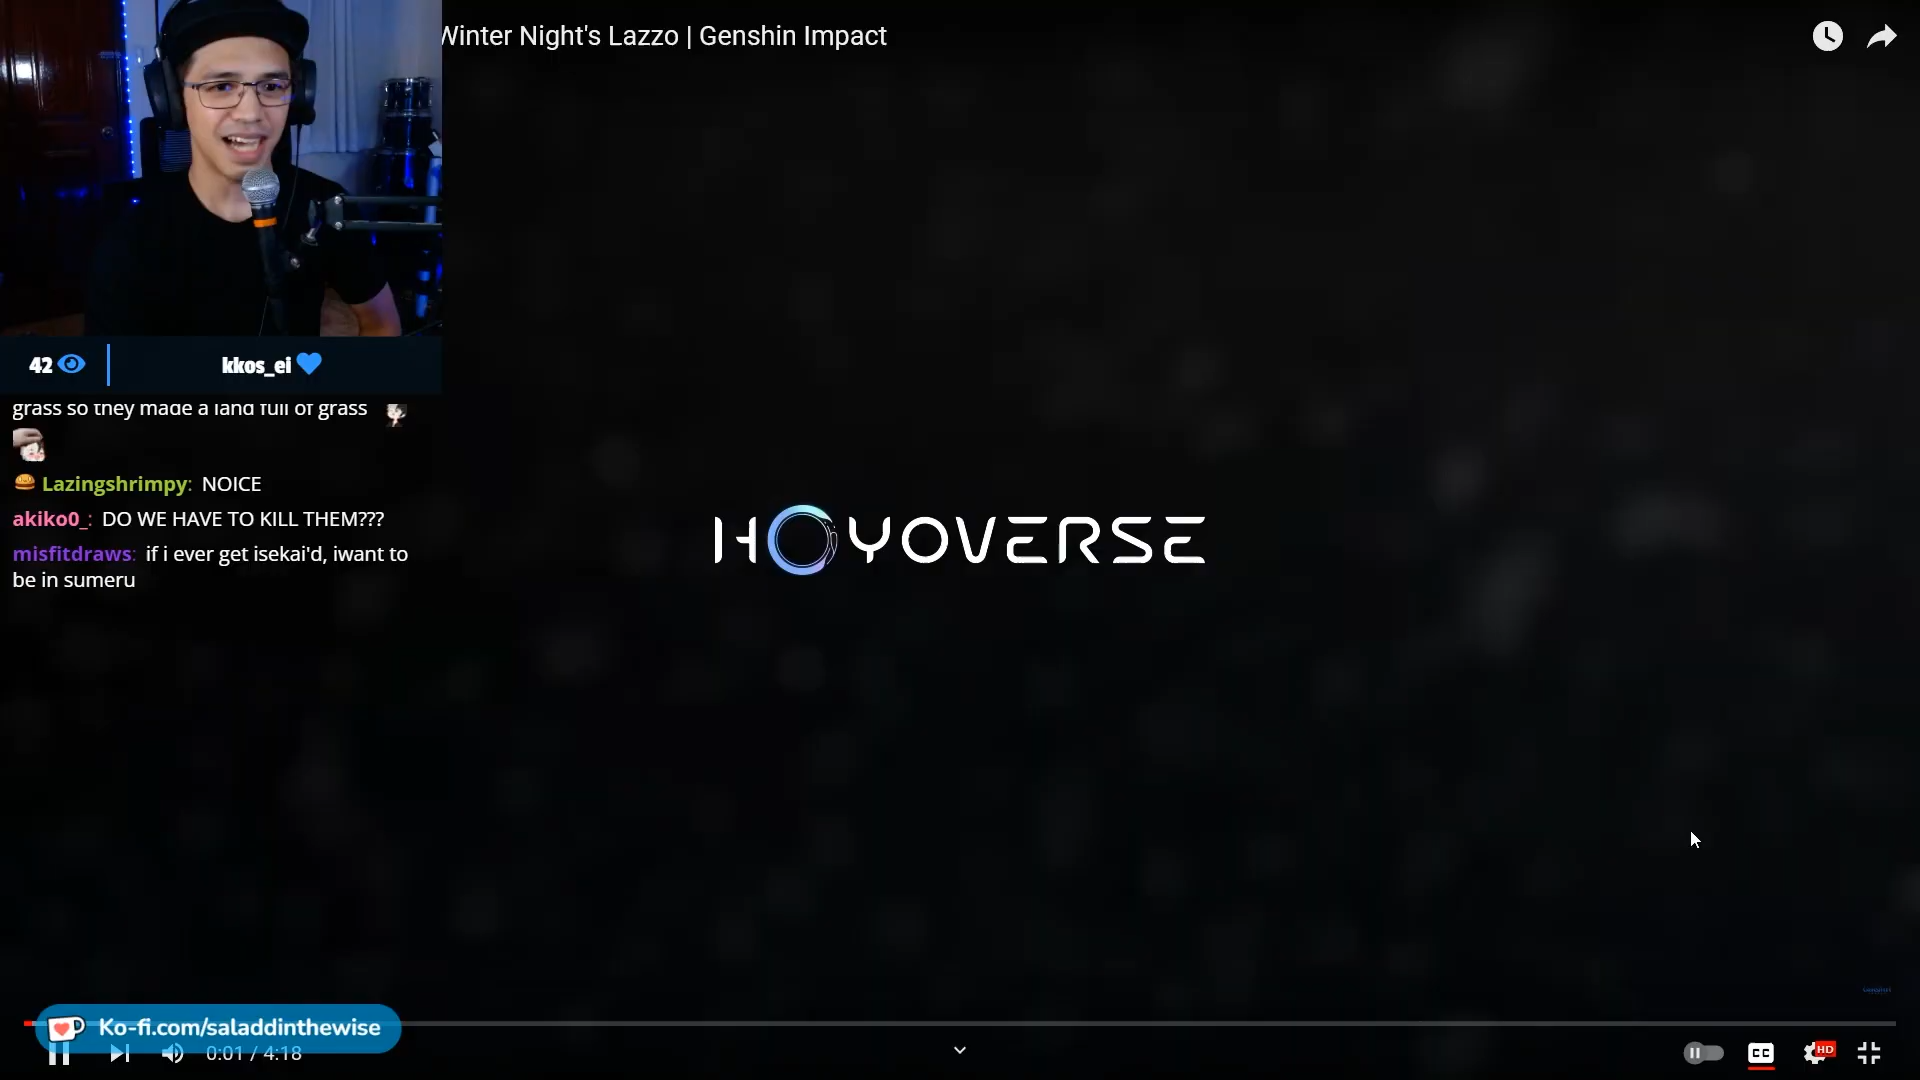 Winter Night's Lazzo | Genshin Impact
42
kkos_ei
grass so they made a land full of grass
Lazingshrimpy: NOICE
akiko0_: DO WE HAVE TO KILL THEM???
misfitdraws: if i ever get isekai'd, iwant to
be in sumeru
HOYOVERSE
Ko-fi.com/saladdinthewise
0:01 / 4:18
CC
HD